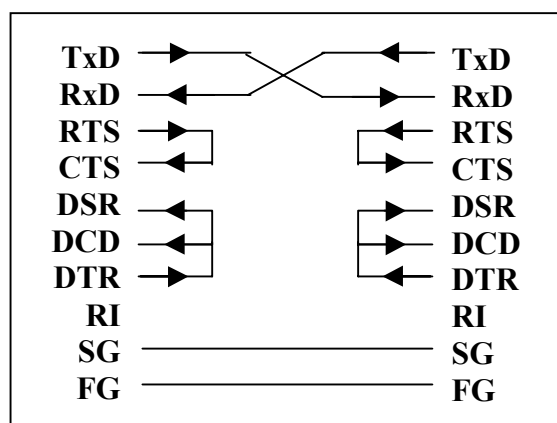 TxD TxD
RxD RxD
RTS RTS
CTS CTS
DSR DSR
DCD DCD
DTR DTR
RI RI
SG SG
FG FG